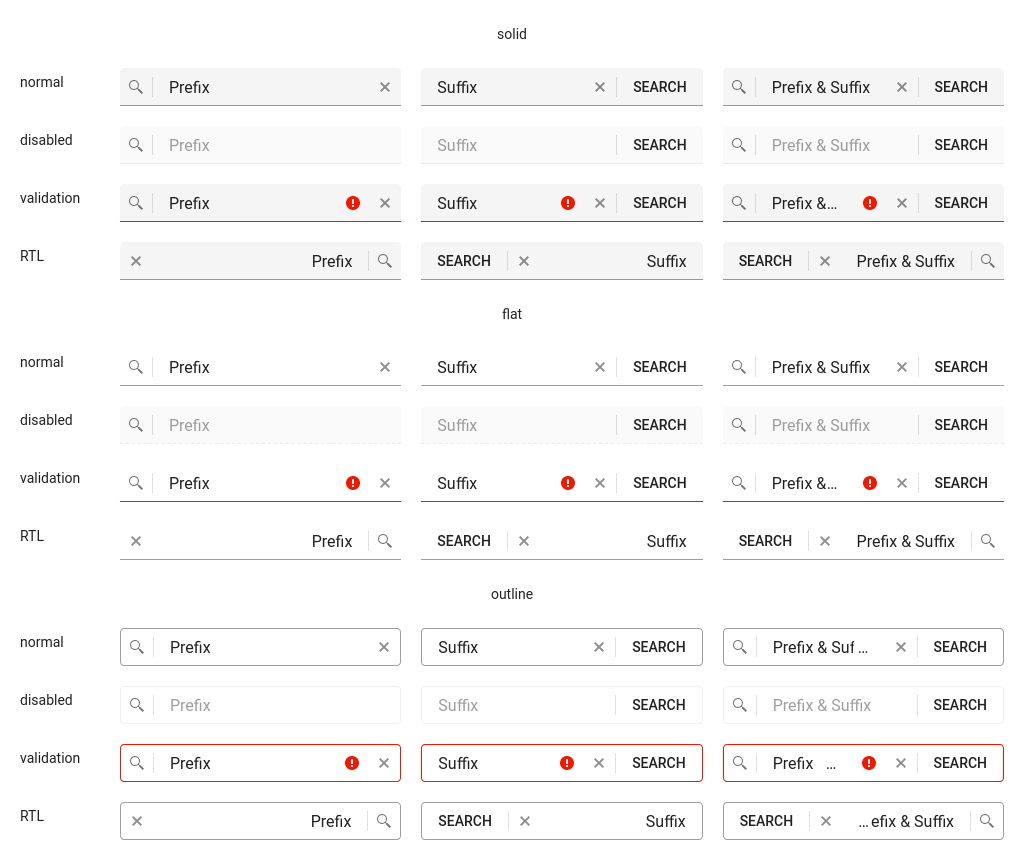 solid
normal Prefix Suffix SEARCH Prefix & Suffix SEARCH
disabled Prefix Suffix SEARCH Prefix & Suffix SEARCH
validation Prefix Suffix SEARCH Prefix &... SEARCH
RTL Prefix SEARCH Suffix SEARCH Prefix & Suffix
flat
normal Prefix Suffix SEARCH Prefix & Suffix SEARCH
disabled Prefix Suffix SEARCH Prefix & Suffix SEARCH
validation Prefix Suffix SEARCH Prefix &... SEARCH
RTL Prefix SEARCH Suffix SEARCH Prefix & Suffix
outline
normal Prefix Suffix SEARCH Prefix & Suf ... SEARCH
disabled Prefix Suffix SEARCH Prefix & Suffix SEARCH
validation Prefix Suffix SEARCH Prefix ... SEARCH
RTL Prefix SEARCH Suffix SEARCH ... efix & Suffix